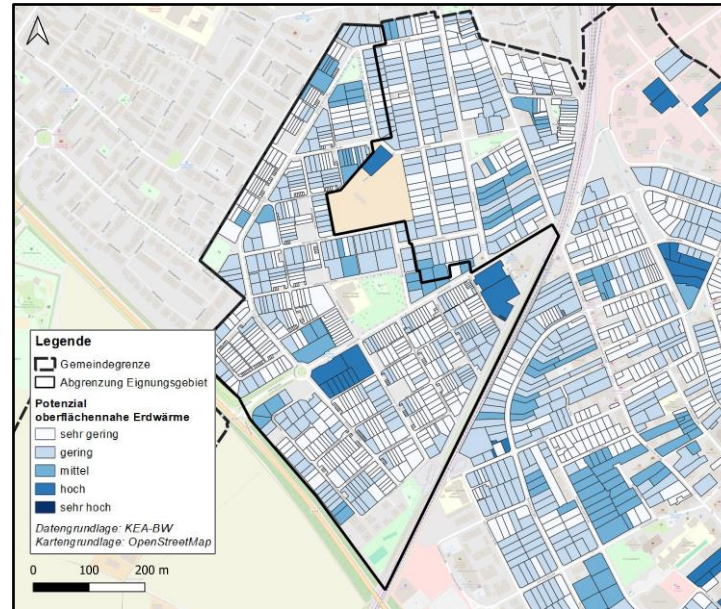 Legende
Gemeindegrenze
Abgrenzung Eignungsgebiet
Potenzial
oberflächennahe Erdwärme
sehr gering
gering
mittel
hoch
sehr hoch
Datengrundlage: KEA-BW
Kartengrundlage: OpenStreetMap
0 100 200 m